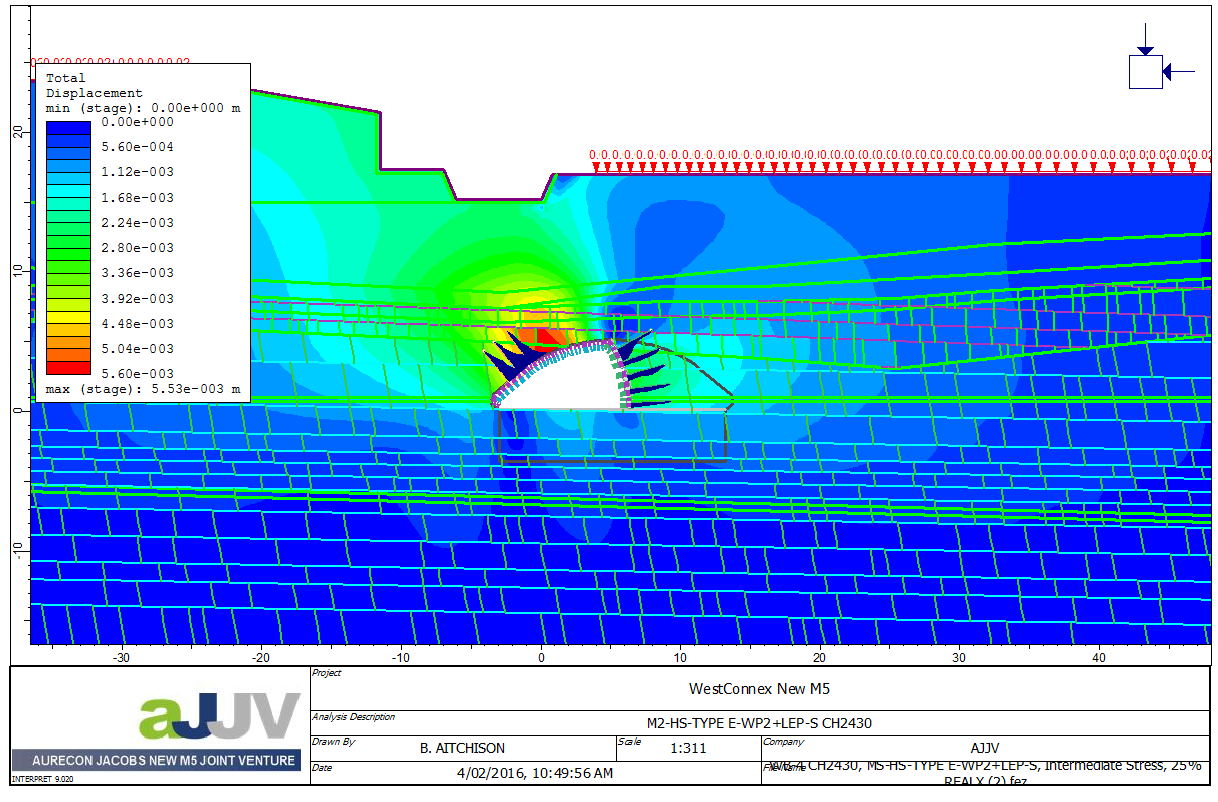 Total
Displacement
min (stage): 0.00e+000 m
0.00e+000
5.60e-004
1.12e-003
1.68e-003
2.24e-003
2.80e-003
3.36e-003
3.92e-003
4.48e-003
5.04e-003
5.60e-003
max (stage): 5.53e-003 m
20
10
0
-10
-30
-20
-10
0
10
20
30
40
aJJV
AURECON JACOBS NEW M5 JOINT VENTURE
INTERPRET 9.020
Project
WestConnex New M5
Analysis Description
M2-HS-TYPE E-WP2+LEP-S CH2430
Drawn By
B. AITCHISON
Scale
1:311
Company
AJJV
Date
4/02/2016, 10:49:56 AM
File Name
CH2430, MS-HS-TYPE E-WP2+LEP-S, Intermediate Stress, 25%
REALX (2).fez